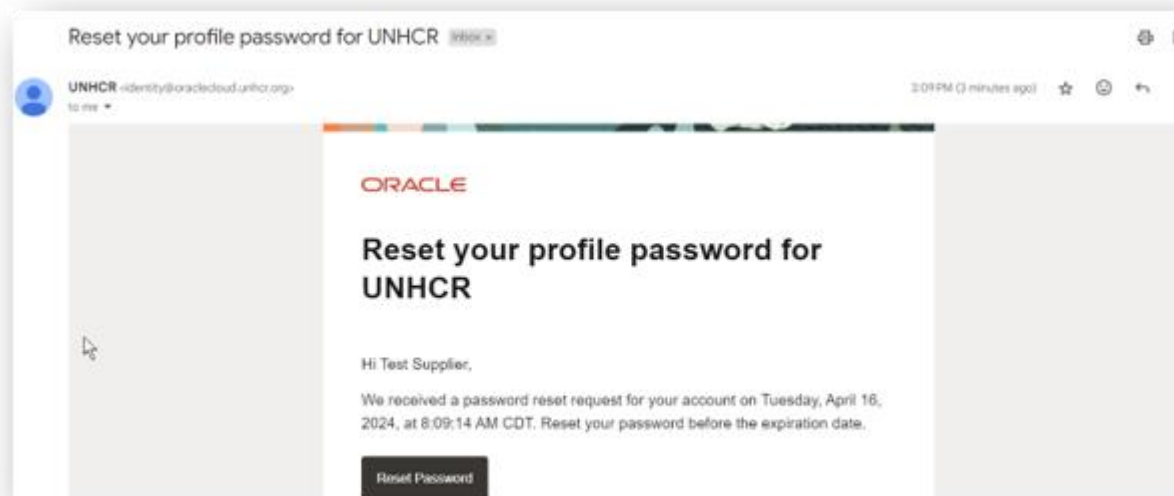 Reset your profile password for UNHCR Inbox ×
UNHCR <identity@oraclecloud.unhcr.org>
2:09 PM (3 minutes ago)
to me
ORACLE
Reset your profile password for
UNHCR
Hi Test Supplier,
We received a password reset request for your account on Tuesday, April 16,
2024, at 8:09:14 AM CDT. Reset your password before the expiration date.
Reset Password